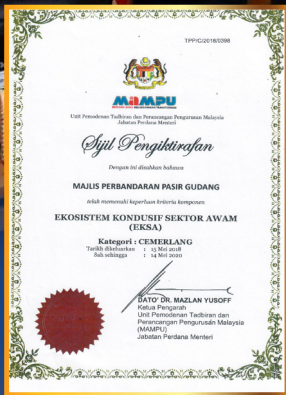 TPP/C/2018/0398
MAMPU
Unit Pemodenan Tadbiran dan Perancangan Pengurusan Malaysia
Jabatan Perdana Menteri
Sijil Pengiktirafan
Dengan ini disahkan bahawa
MAJLIS PERBANDARAN PASIR GUDANG
telah memenuhi keperluan kriteria komponen
EKOSISTEM KONDUSIF SEKTOR AWAM
(EKSA)
Kategori : CEMERLANG
Tarikh dikeluarkan : 15 Mei 2018
Sah sehingga : 14 Mei 2020
DATO' DR. MAZLAN YUSOFF
Ketua Pengarah
Unit Pemodenan Tadbiran dan
Perancangan Pengurusan Malaysia
(MAMPU)
Jabatan Perdana Menteri